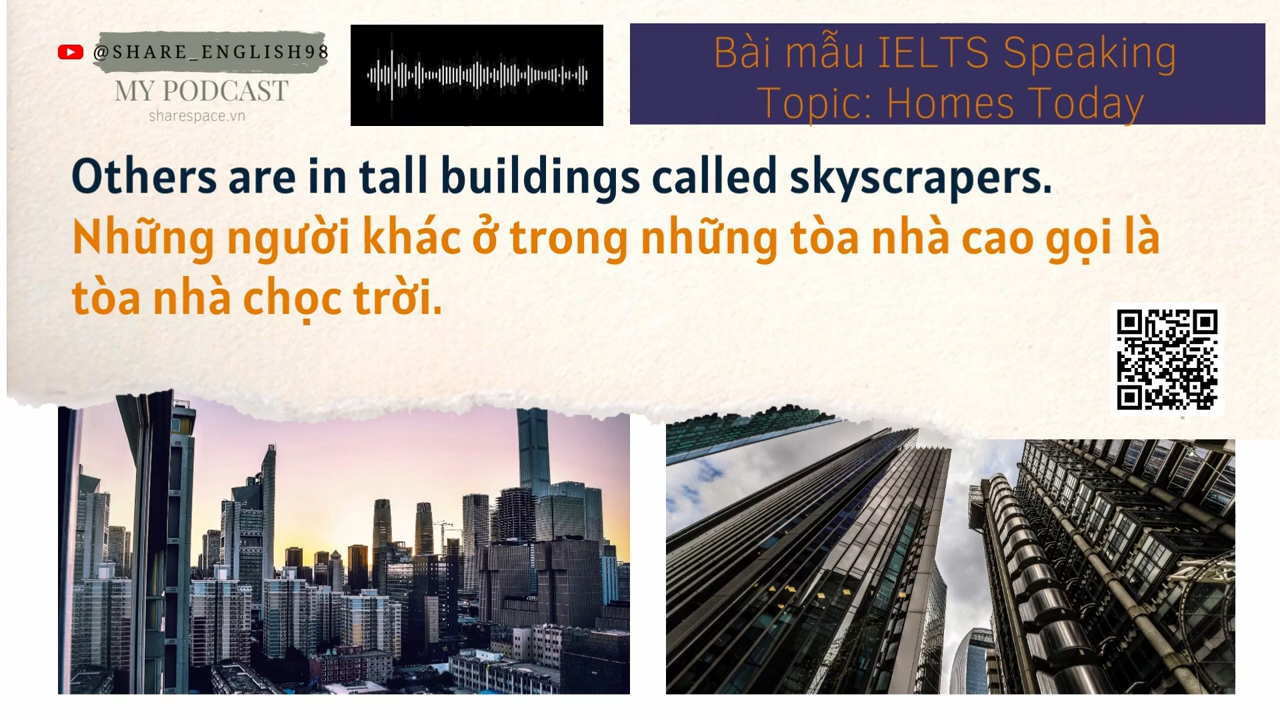 @SHARE_ENGLISH98
MY PODCAST
sharespace.vn
Bài mẫu IELTS Speaking
Topic: Homes Today
Others are in tall buildings called skyscrapers.
Những người khác ở trong những tòa nhà cao gọi là
tòa nhà chọc trời.